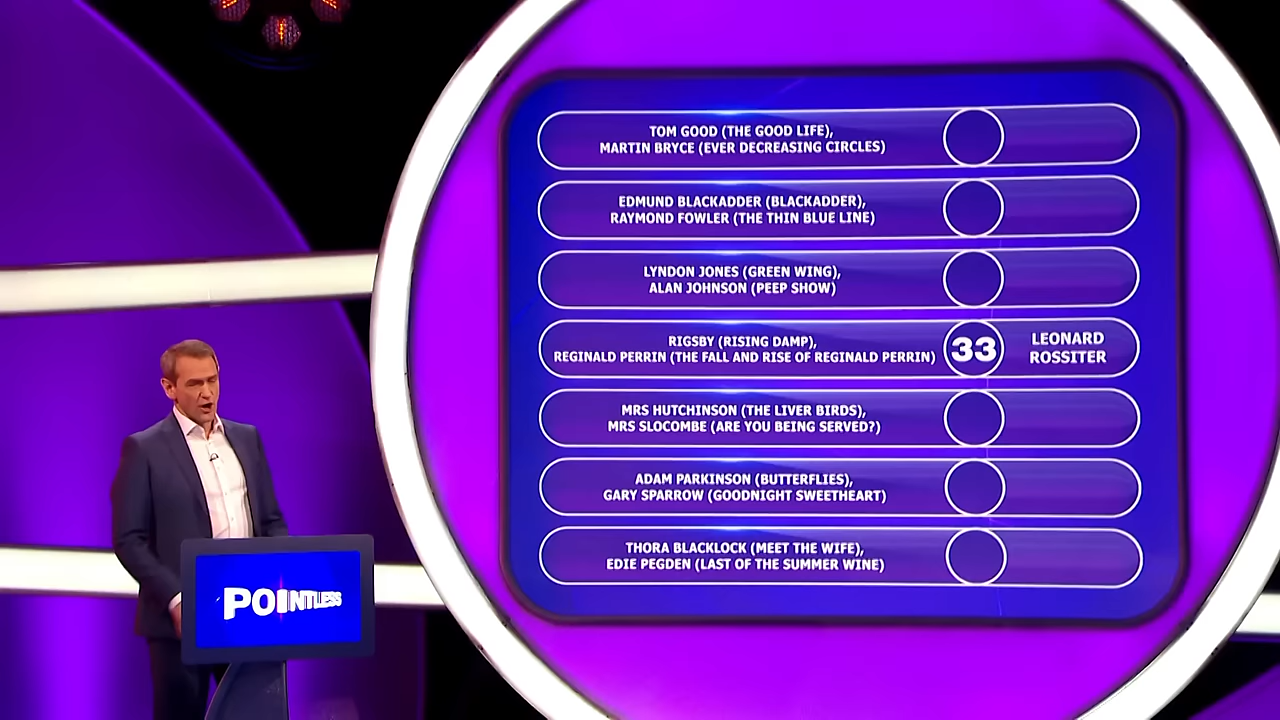 TOM GOOD (THE GOOD LIFE),
MARTIN BRYCE (EVER DECREASING CIRCLES)
EDMUND BLACKADDER (BLACKADDER),
RAYMOND FOWLER (THE THIN BLUE LINE)
LYNDON JONES (GREEN WING),
ALAN JOHNSON (PEEP SHOW)
RIGSBY (RISING DAMP),
REGINALD PERRIN (THE FALL AND RISE OF REGINALD PERRIN)
33
LEONARD
ROSSITER
MRS HUTCHINSON (THE LIVER BIRDS),
MRS SLOCOMBE (ARE YOU BEING SERVED?)
ADAM PARKINSON (BUTTERFLIES),
GARY SPARROW (GOODNIGHT SWEETHEART)
THORA BLACKLOCK (MEET THE WIFE),
EDIE PEGDEN (LAST OF THE SUMMER WINE)
POINTLESS